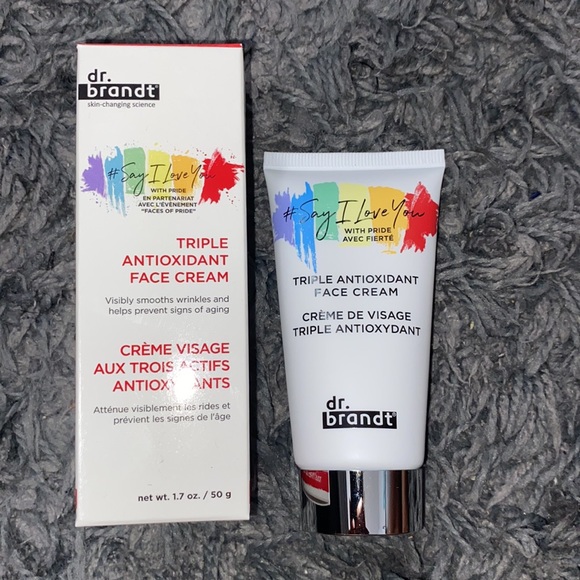 dr.
brandt®
skin-changing science
#Say I Love You
WITH PRIDE
EN PARTENARIAT
AVEC L'ÉVÉNEMENT
"FACES OF PRIDE"
TRIPLE
ANTIOXIDANT
FACE CREAM
Visibly smooths wrinkles and
helps prevent signs of aging
CRÈME VISAGE
AUX TROIS ACTIFS
ANTIOXYDANTS
Atténue visiblement les rides et
prévient les signes de l'âge
net wt. 1.7 oz. / 50 g
#Say I Love You
WITH PRIDE
AVEC FIERTÉ
TRIPLE ANTIOXIDANT
FACE CREAM
CRÈME DE VISAGE
TRIPLE ANTIOXYDANT
dr.
brandt®